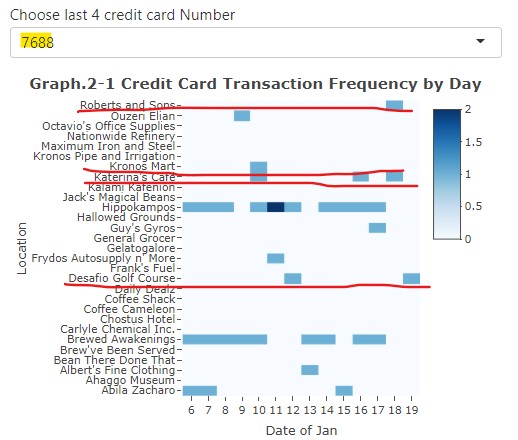 Choose last 4 credit card Number
7688
Graph.2-1 Credit Card Transaction Frequency by Day
Roberts and Sons
Ouzeri Elian
Octavio's Office Supplies
Nationwide Refinery
Maximum Iron and Steel
Kronos Pipe and Irrigation
Kronos Mart
Katerina's Cafe
Kalami Kafenion
Jack's Magical Beans
Hippokampos
Hallowed Grounds
Guy's Gyros
General Grocer
Gelatogalore
Frydos Autosupply n' More
Frank's Fuel
Desafio Golf Course
Daily Dealz
Coffee Shack
Coffee Cameleon
Chostus Hotel
Carlyle Chemical Inc.
Brewed Awakenings
Brew've Been Served
Bean There Done That
Albert's Fine Clothing
Ahaggo Museum
Abila Zacharo
Location
6 7 8 9 10 11 12 13 14 15 16 17 18 19
Date of Jan
2
1.5
1
0.5
0